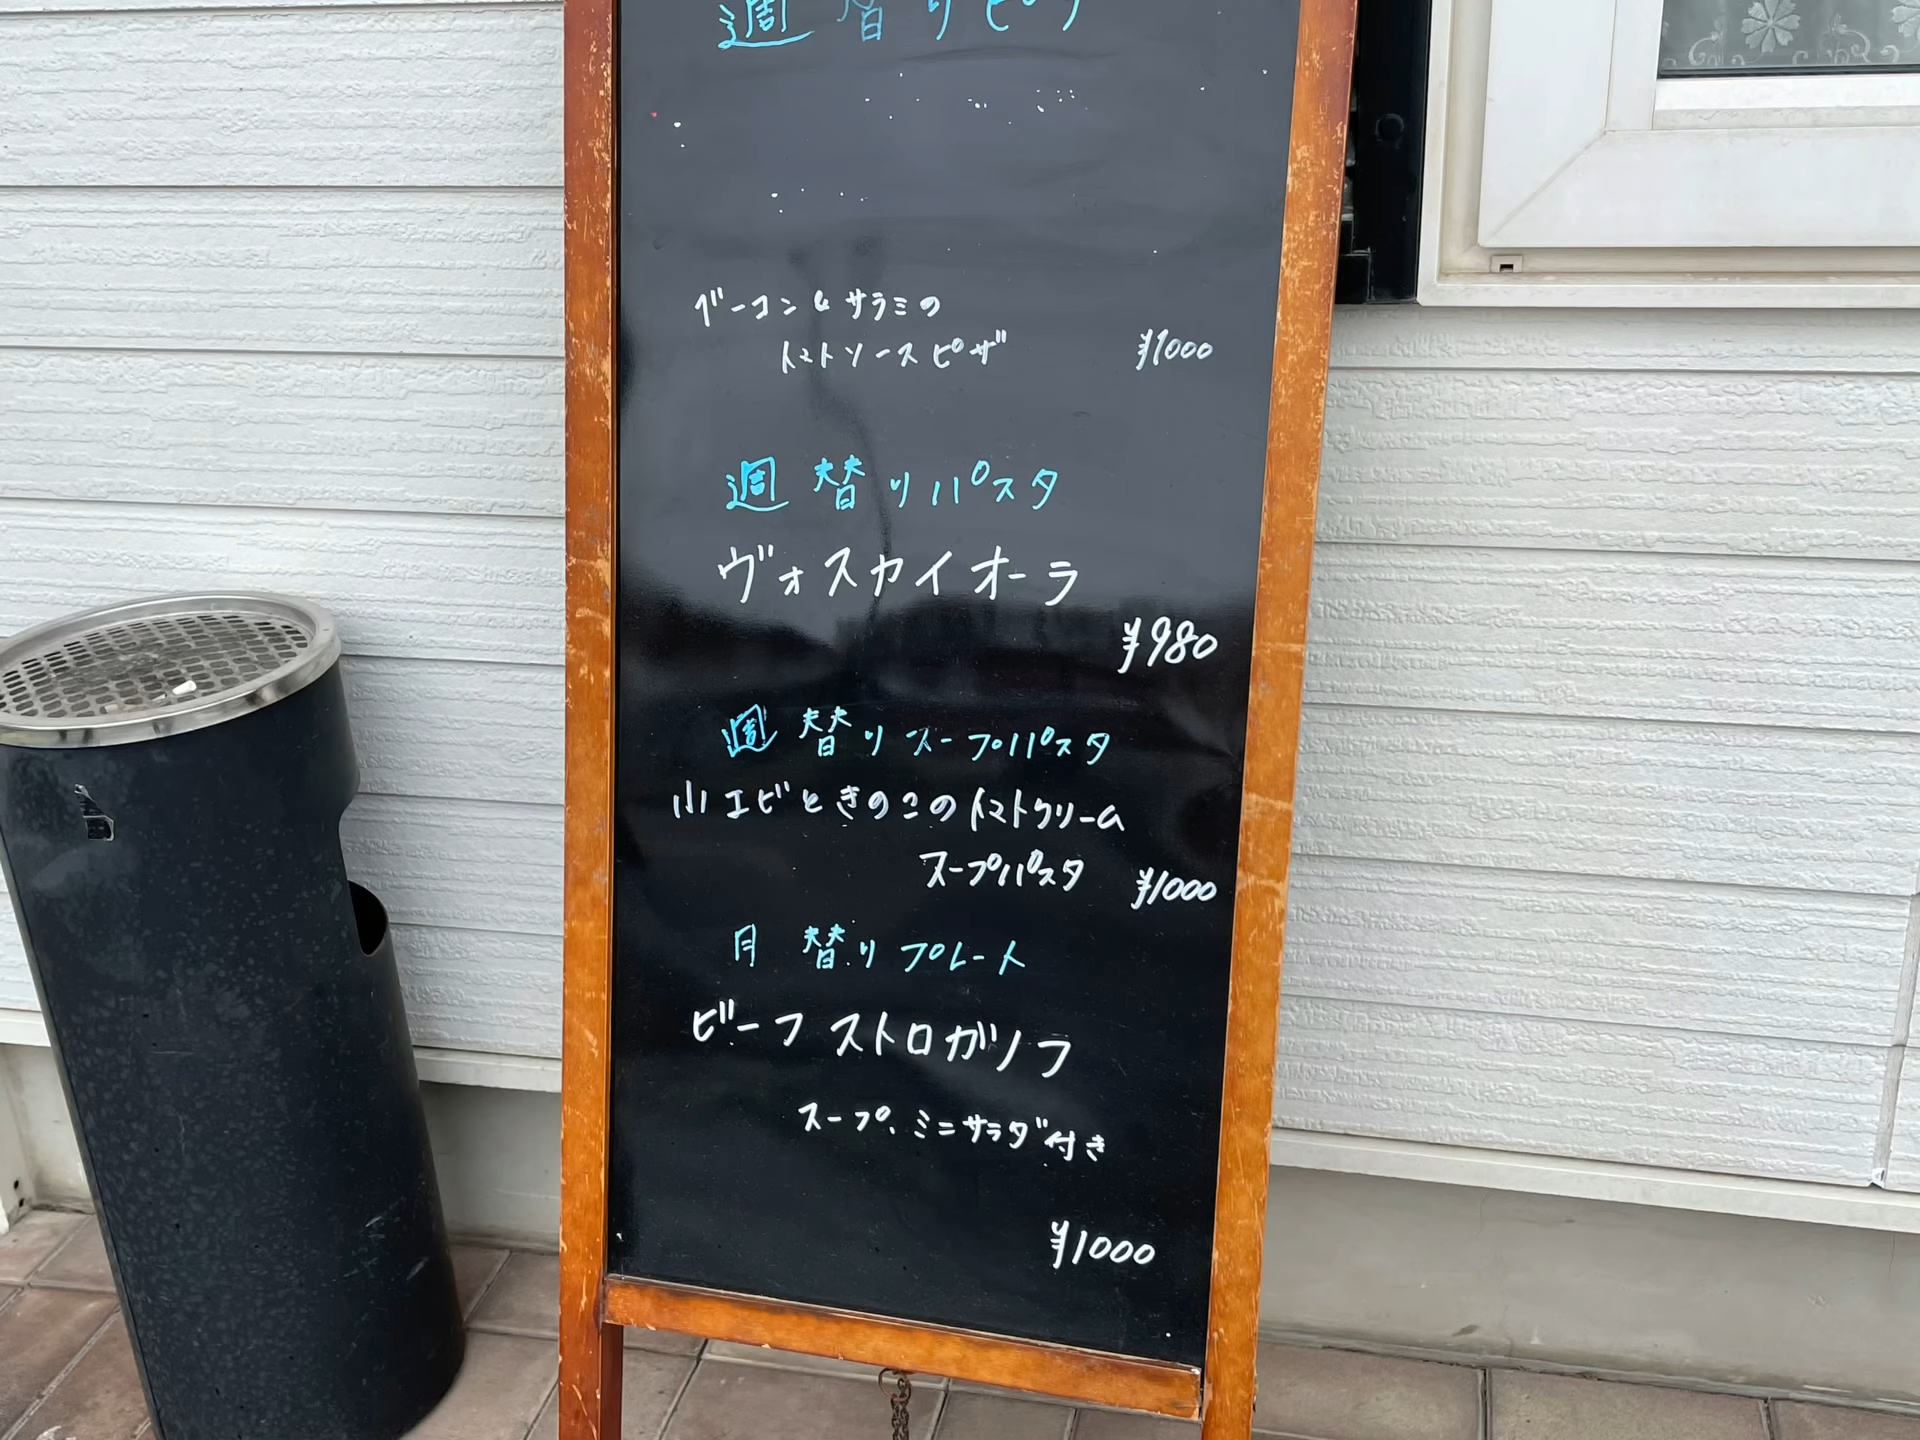 週替りピザ
ベーコン&サラミの
トマトソースピザ
¥1000
週替りパスタ
ヴォスカイオーラ
¥980
週替りスープパスタ
小エビときのこのトマトクリーム
スープパスタ ¥1000
月替りプレート
ビーフストロガノフ
スープ、ミニサラダ付き
¥1000